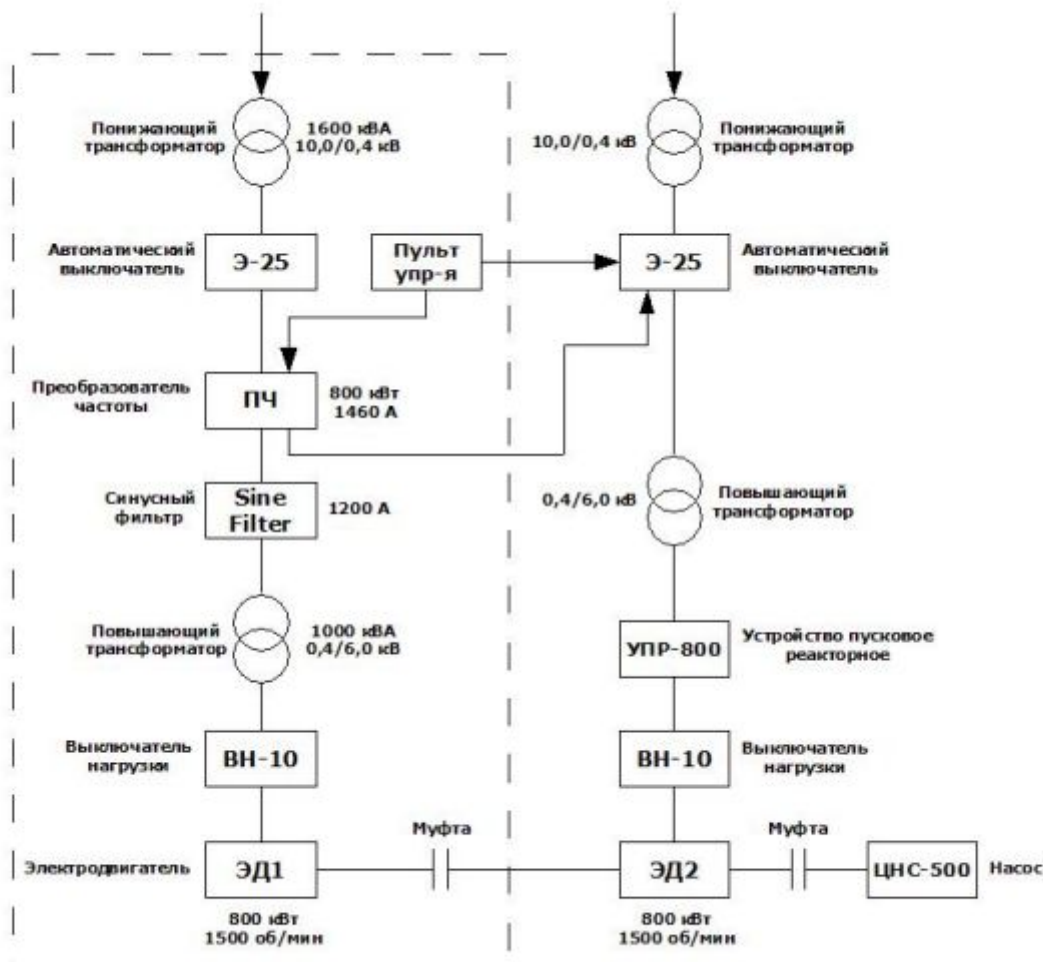 Понижающий
трансформатор
1600 кВА
10,0/0,4 кВ
10,0/0,4 кВ
Понижающий
трансформатор
Автоматический
выключатель
Э-25
Пульт
упр-я
Э-25
Автоматический
выключатель
Преобразователь
частоты
ПЧ
800 кВт
1460 А
Синусный
фильтр
Sine
Filter
1200 А
0,4/6,0 кВ
Повышающий
трансформатор
Повышающий
трансформатор
1000 кВА
0,4/6,0 кВ
УПР-800
Устройство пусковое
реакторное
Выключатель
нагрузки
ВН-10
ВН-10
Выключатель
нагрузки
Муфта
Муфта
Электродвигатель
ЭД1
ЭД2
ЦНС-500
Насос
800 кВт
1500 об/мин
800 кВт
1500 об/мин